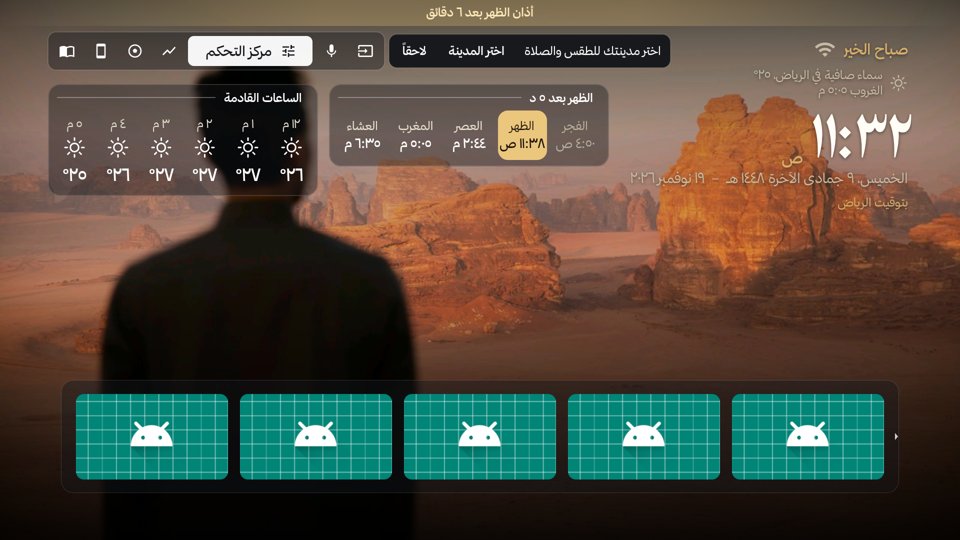 أذان الظهر بعد ٦ دقائق
صباح الخير
سماء صافية في الرياض، ٢٥°
الغروب ٥:٠٥ م
١١:٣٢ ص
الخميس، ٩ جمادى الآخرة ١٤٤٨ هـ – ١٩ نوفمبر ٢٠٢٦
بتوقيت الرياض
اختر مدينتك للطقس والصلاة
اختر المدينة
لاحقاً
مركز التحكم
الظهر بعد ٥ د
الفجر الظهر العصر المغرب العشاء
٤:٥٠ ص ١١:٣٨ ص ٢:٤٤ م ٥:٠٥ م ٦:٣٥ م
الساعات القادمة
١٢ م ١ م ٢ م ٣ م ٤ م ٥ م
٢٦° ٢٧° ٢٧° ٢٧° ٢٦° ٢٥°